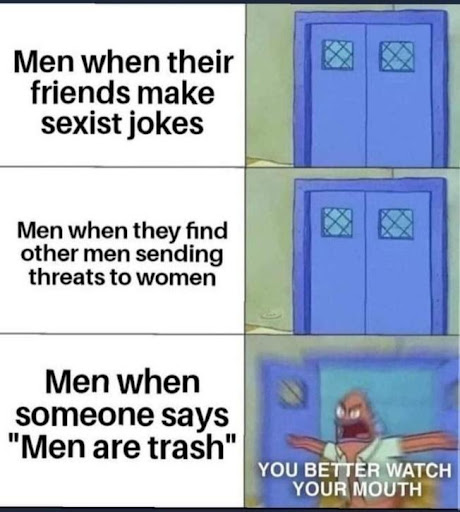 Men when their
friends make
sexist jokes
Men when they find
other men sending
threats to women
Men when
someone says
"Men are trash"
YOU BETTER WATCH
YOUR MOUTH